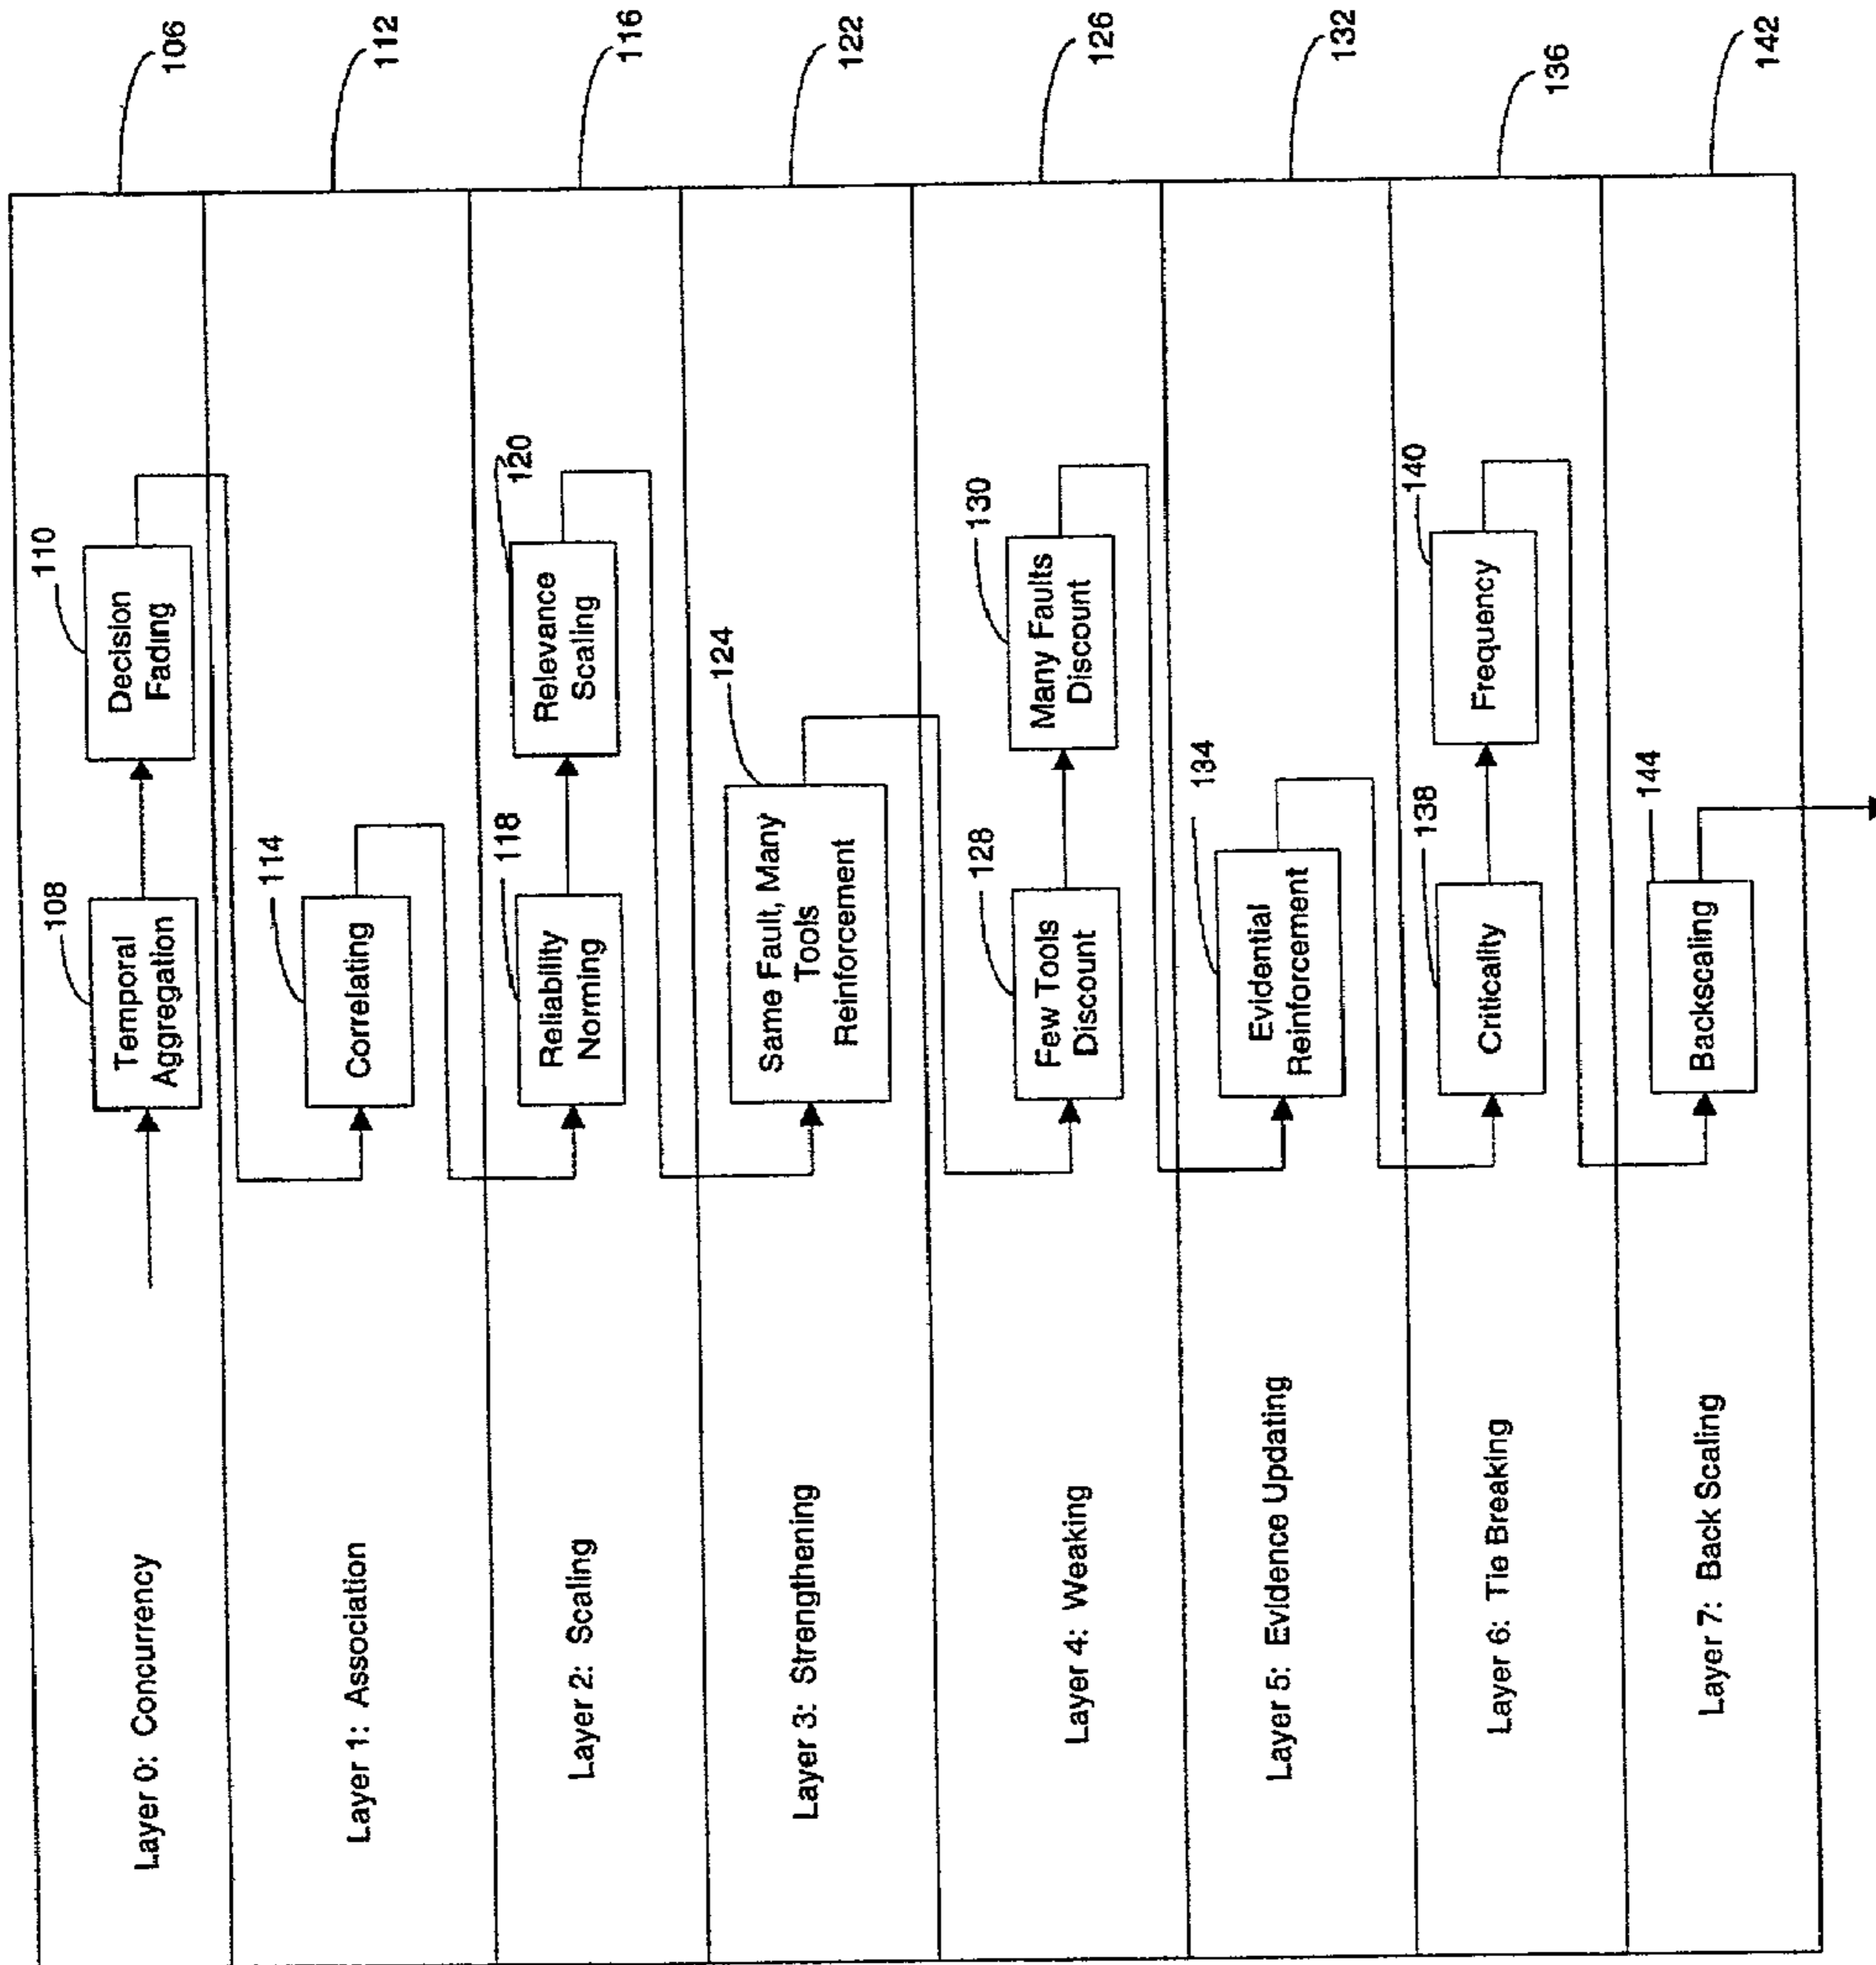 Layer 0: Concurrency
108
Temporal
Aggregation
110
Decision
Fading
106
Layer 1: Association
114
Correlating
112
Layer 2: Scaling
118
Reliability
Norming
120
Relevance
Scaling
116
Layer 3: Strengthening
124
Same Fault, Many
Tools
Reinforcement
122
Layer 4: Weaking
128
Few Tools
Discount
130
Many Faults
Discount
126
Layer 5: Evidence Updating
134
Evidential
Reinforcement
132
Layer 6: Tie Breaking
138
Criticality
140
Frequency
136
Layer 7: Back Scaling
144
Backscaling
142